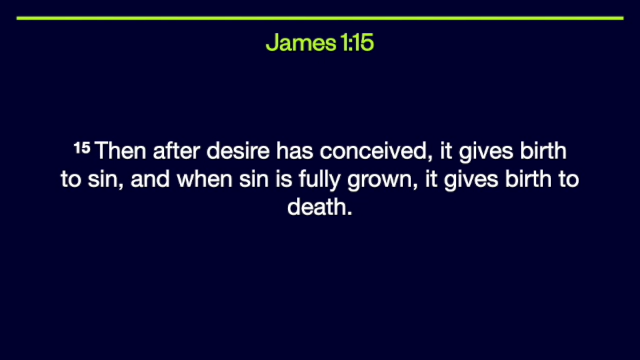 James 1:15
15 Then after desire has conceived, it gives birth
to sin, and when sin is fully grown, it gives birth to
death.